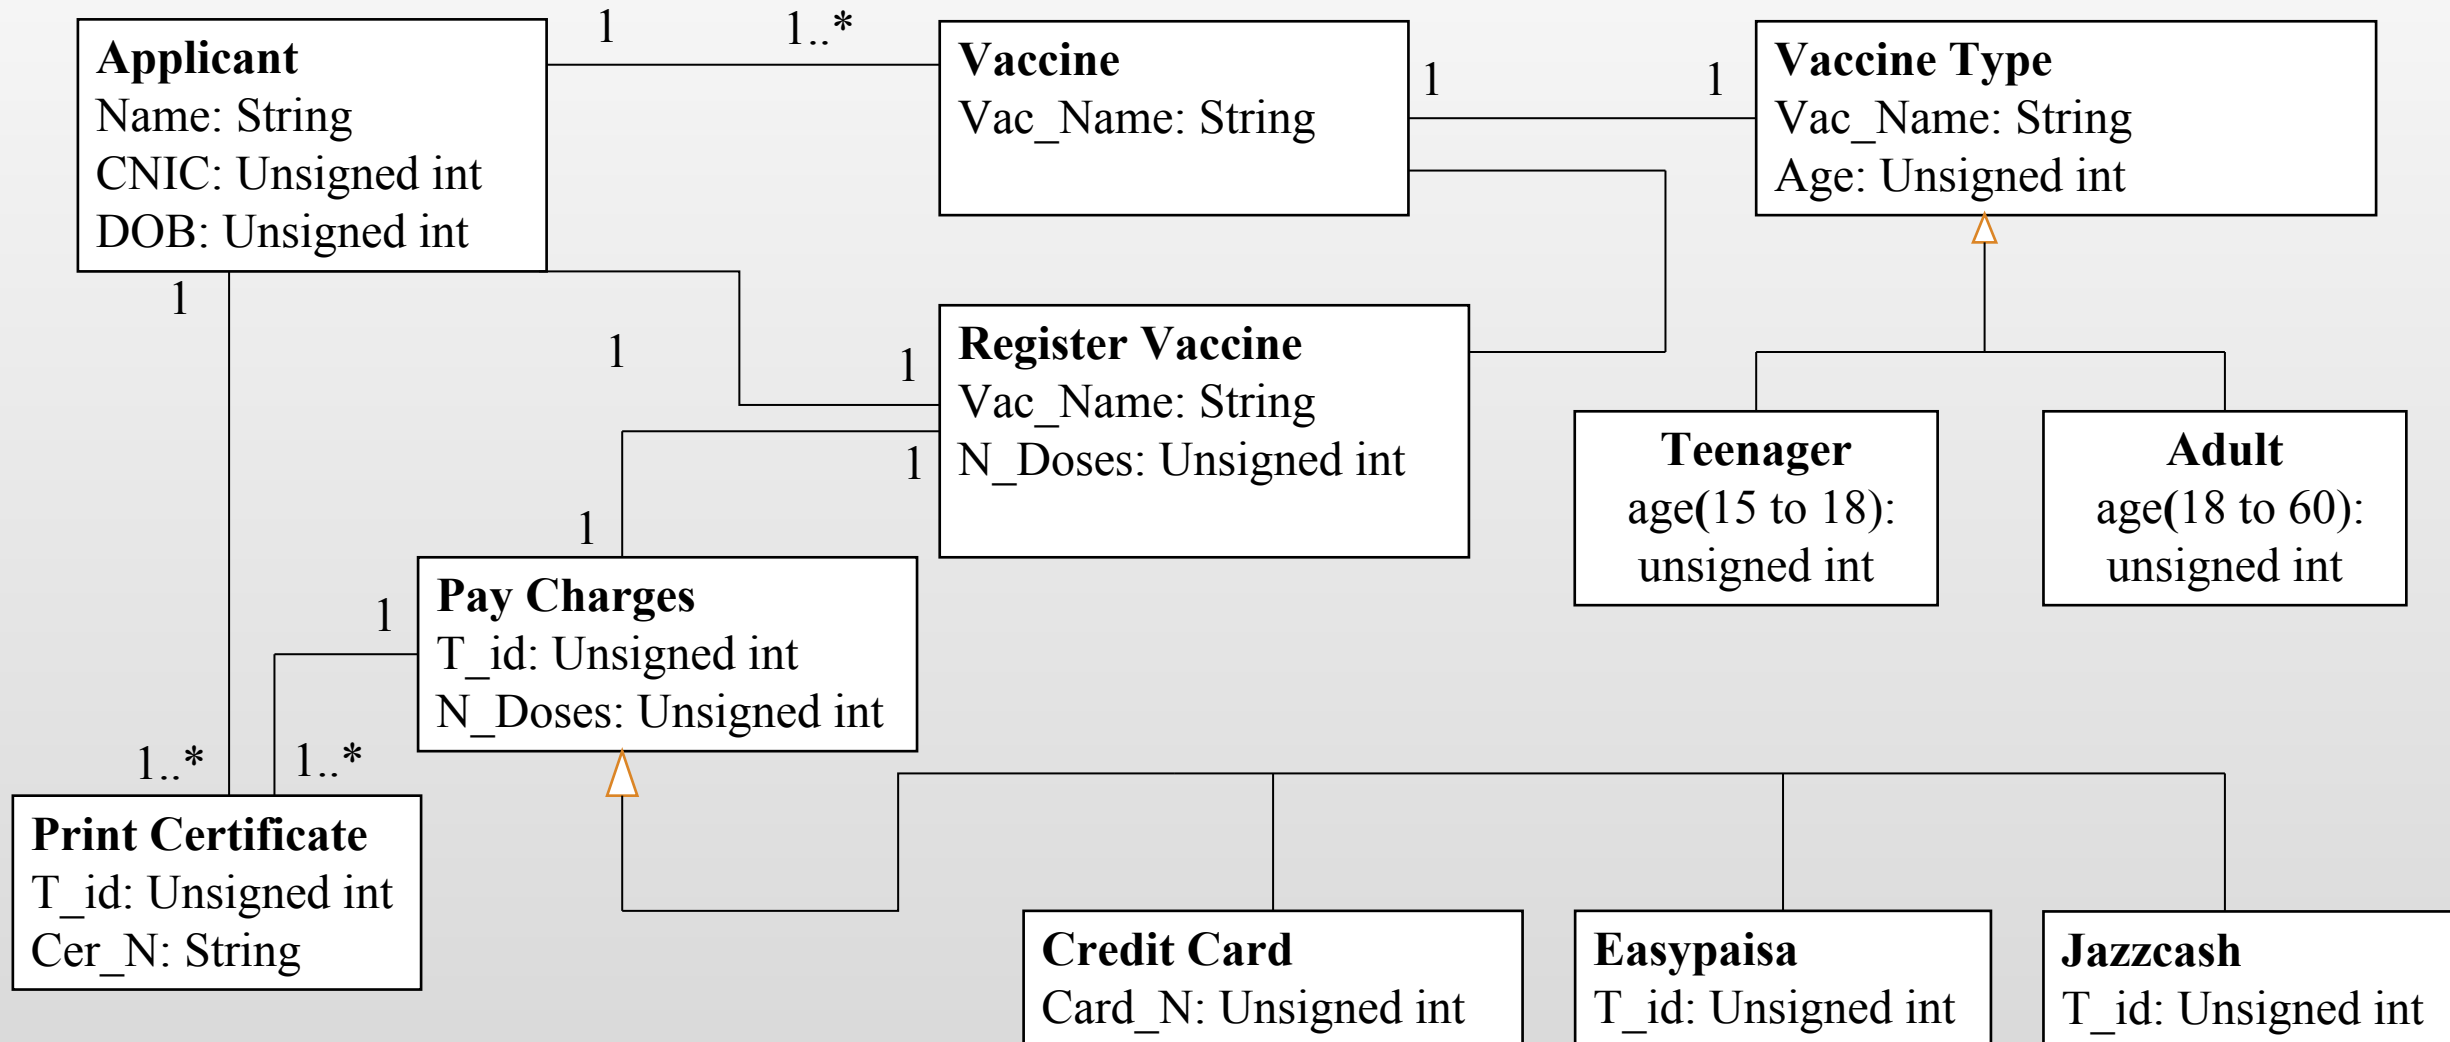 1
1..*
Applicant
Name: String
CNIC: Unsigned int
DOB: Unsigned int
Vaccine
Vac_Name: String
1
1
Vaccine Type
Vac_Name: String
Age: Unsigned int
1
1
1
Register Vaccine
Vac_Name: String
N_Doses: Unsigned int
1
1
Teenager
age(15 to 18):
unsigned int
Adult
age(18 to 60):
unsigned int
Pay Charges
T_id: Unsigned int
N_Doses: Unsigned int
1
1..*
1..*
Print Certificate
T_id: Unsigned int
Cer_N: String
Credit Card
Card_N: Unsigned int
Easypaisa
T_id: Unsigned int
Jazzcash
T_id: Unsigned int